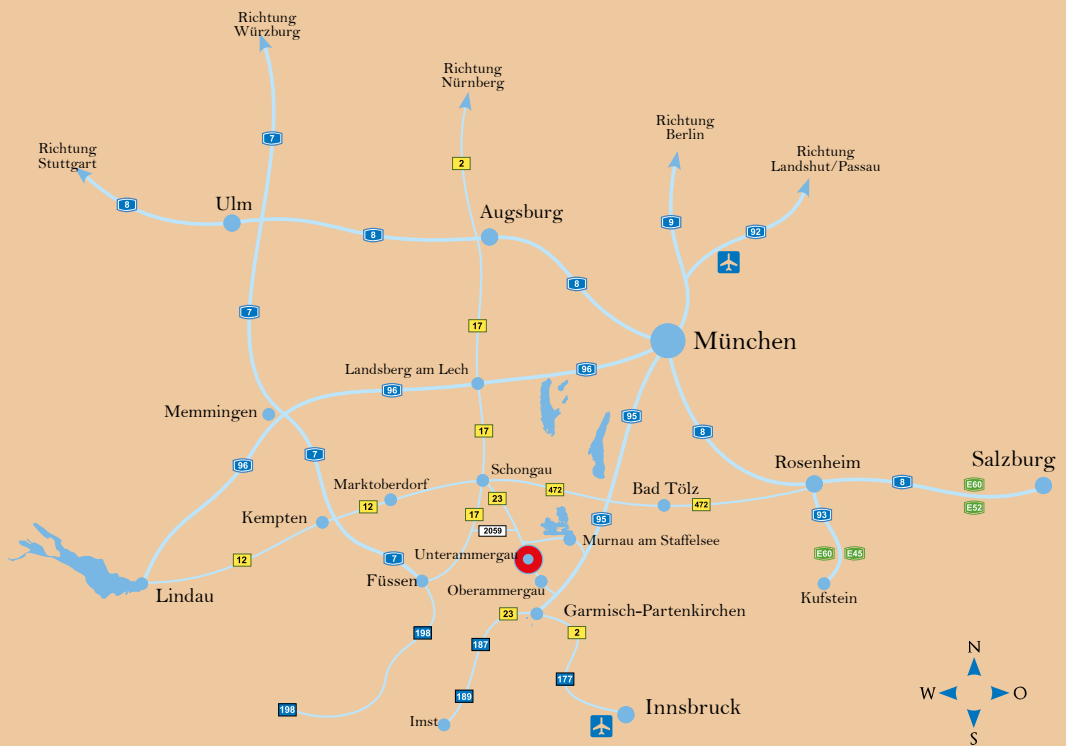 Richtung
Würzburg
Richtung
Nürnberg
Richtung
Berlin
Richtung
Landshut/Passau
Richtung
Stuttgart
7
2
8
Ulm
Augsburg
8
9
92
8
7
17
München
Landsberg am Lech
96
96
Memmingen
95
8
17
7
96
Rosenheim
Salzburg
Schongau
Marktoberdorf
472
Bad Tölz
8
E60
23
472
12
17
E52
Kempten
95
93
2059
Murnau am Staffelsee
Unterammergau
E60
E45
12
7
Füssen
Oberammergau
Lindau
Kufstein
23
Garmisch-Partenkirchen
198
2
187
N
177
189
W
O
198
Innsbruck
Imst
S